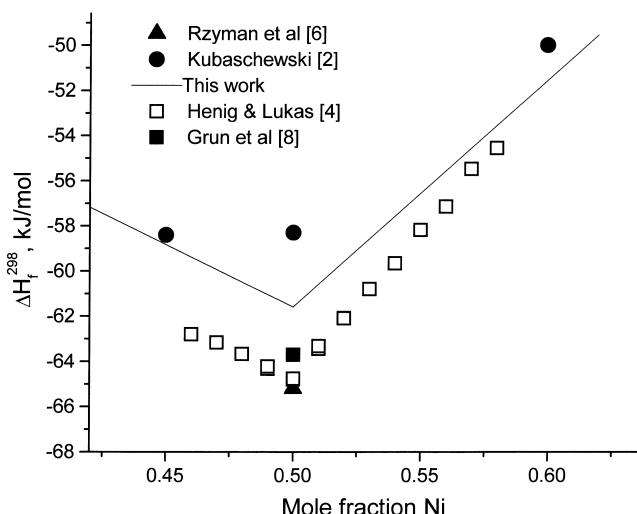 Rzyman et al [6]
Kubaschewski [2]
This work
Henig & Lukas [4]
Grun et al [8]
ΔH_f^298, kJ/mol
-50
-52
-54
-56
-58
-60
-62
-64
-66
-68
0.45 0.50 0.55 0.60
Mole fraction Ni